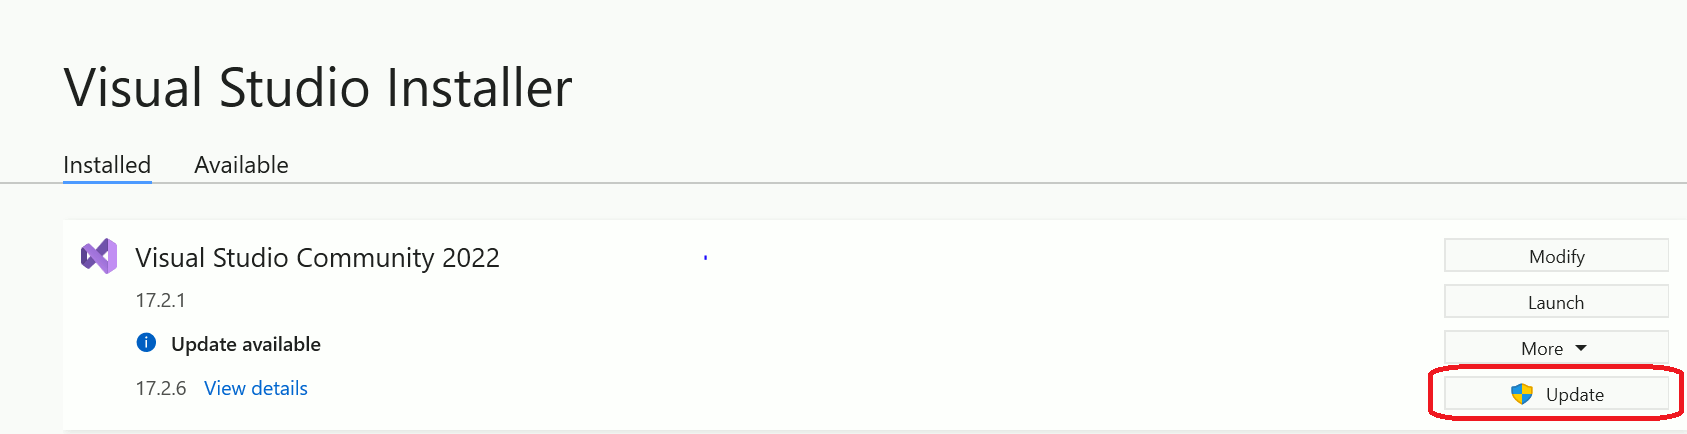 Visual Studio Installer
Installed Available
Visual Studio Community 2022
Modify
17.2.1
Launch
Update available
More
17.2.6 View details
Update